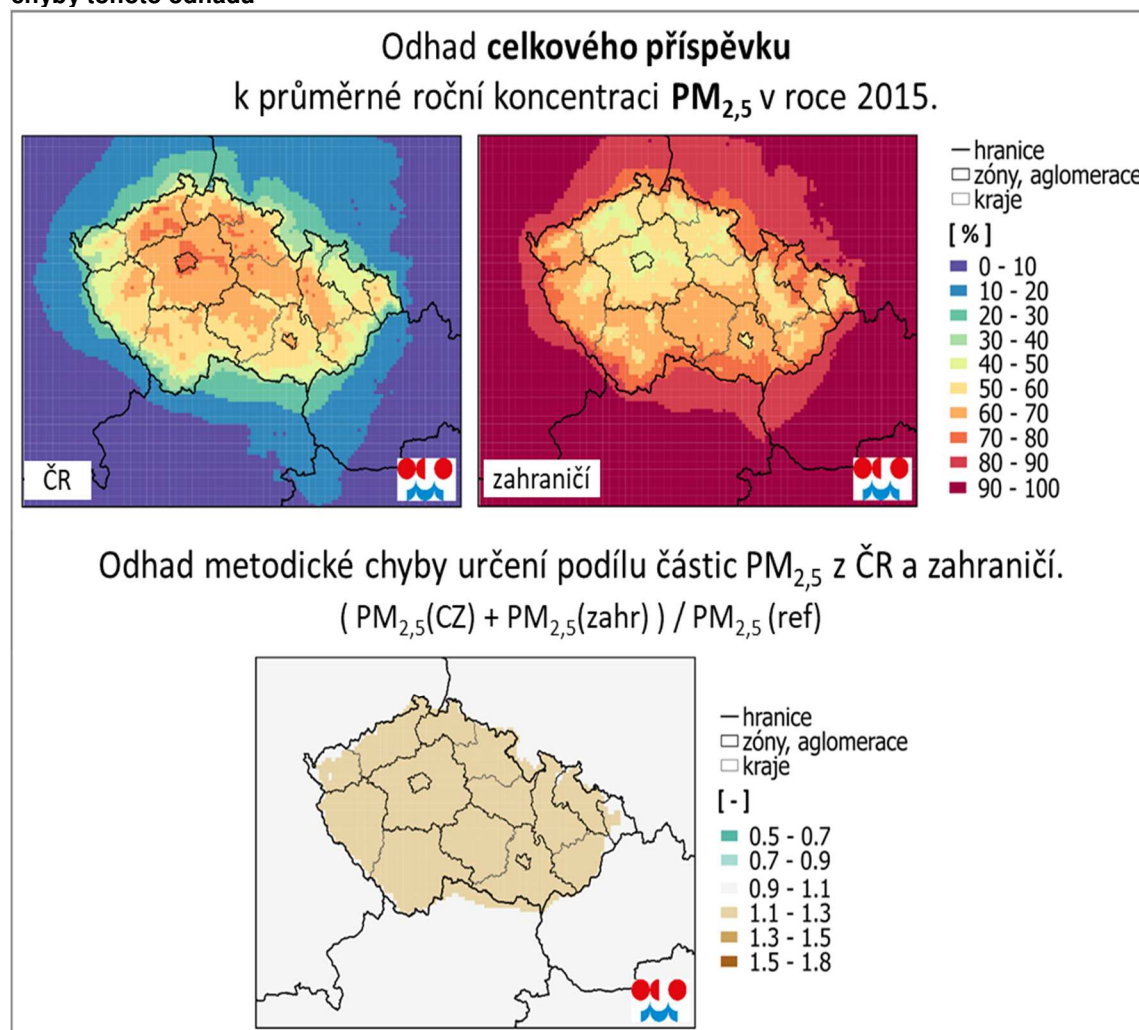 chyby tohoto odhadu
Odhad celkového příspěvku
k průměrné roční koncentraci PM2,5 v roce 2015.
ČR
zahraničí
hranice
zóny, aglomerace
kraje
[ % ]
0 - 10
10 - 20
20 - 30
30 - 40
40 - 50
50 - 60
60 - 70
70 - 80
80 - 90
90 - 100
Odhad metodické chyby určení podílu částic PM2,5 z ČR a zahraničí.
( PM2,5(CZ) + PM2,5(zahr) ) / PM2,5 (ref)
hranice
zóny, aglomerace
kraje
[ - ]
0.5 - 0.7
0.7 - 0.9
0.9 - 1.1
1.1 - 1.3
1.3 - 1.5
1.5 - 1.8